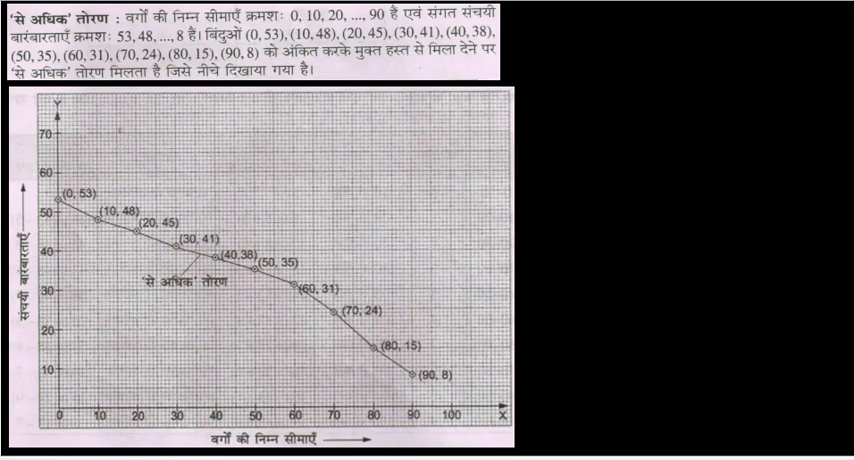 'से अधिक' तोरण : वर्गों की निम्न सीमाएँ क्रमशः 0, 10, 20, ..., 90 हैं एवं संगत संचयी
बारंबारताएँ क्रमशः 53, 48, ..., 8 हैं। बिंदुओं (0, 53), (10, 48), (20, 45), (30, 41), (40, 38),
(50, 35), (60, 31), (70, 24), (80, 15), (90, 8) को अंकित करके मुक्त हस्त से मिला देने पर
'से अधिक' तोरण मिलता है जिसे नीचे दिखाया गया है।
Y
70
60
(0, 53)
50
(10, 48)
(20, 45)
(30, 41)
40
(40,38)
(50, 35)
'से अधिक' तोरण
30
(60, 31)
(70, 24)
20
(80, 15)
10
(90, 8)
संचयी बारंबारताएँ
0 10 20 30 40 50 60 70 80 90 100 X
वर्गों की निम्न सीमाएँ